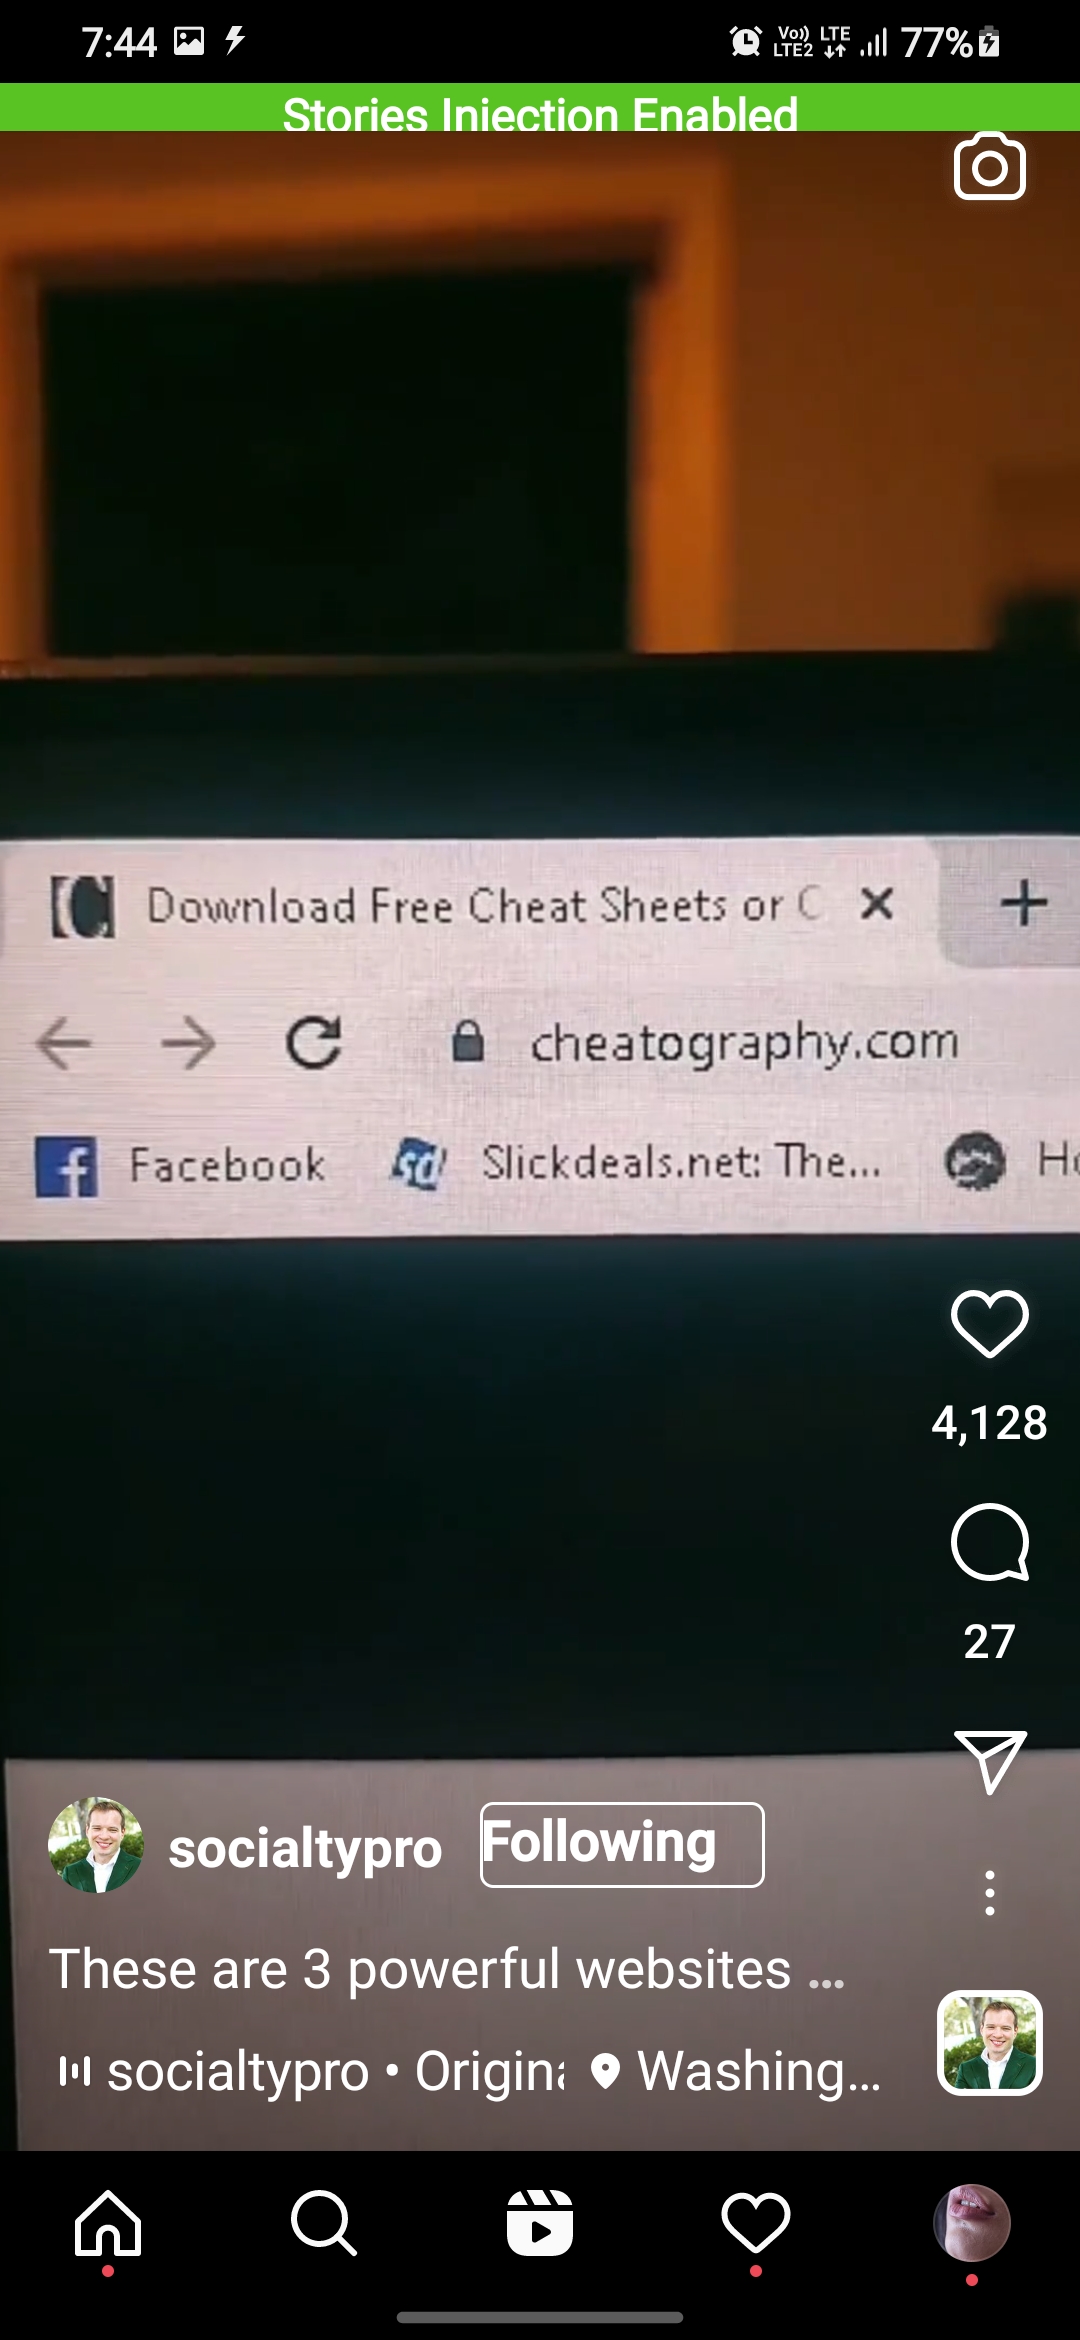 7:44
Vo)) LTE
LTE2
77%
Stories Injection Enabled
Download Free Cheat Sheets or C
cheatography.com
Facebook
Slickdeals.net: The...
4,128
27
socialtypro
Following
These are 3 powerful websites ...
socialtypro • Origina
Washing...